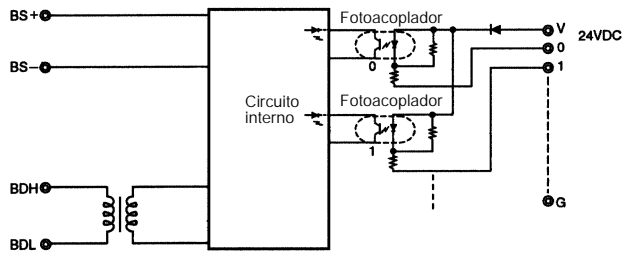 BS+
BS−
BDH
BDL
Circuito
interno
Fotoacoplador
0
Fotoacoplador
1
V
0
1
G
24VDC